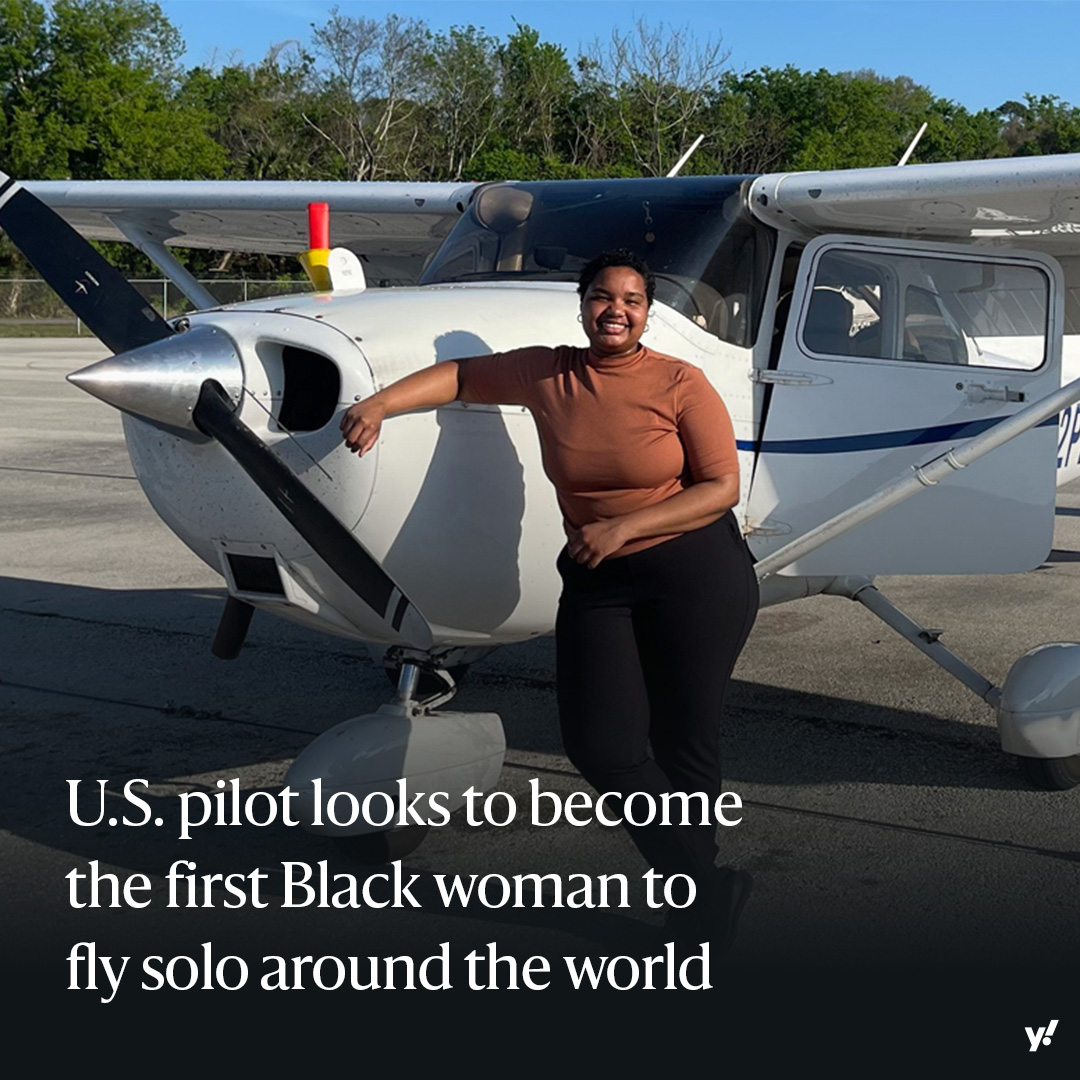 U.S. pilot looks to become
the first Black woman to
fly solo around the world
y!